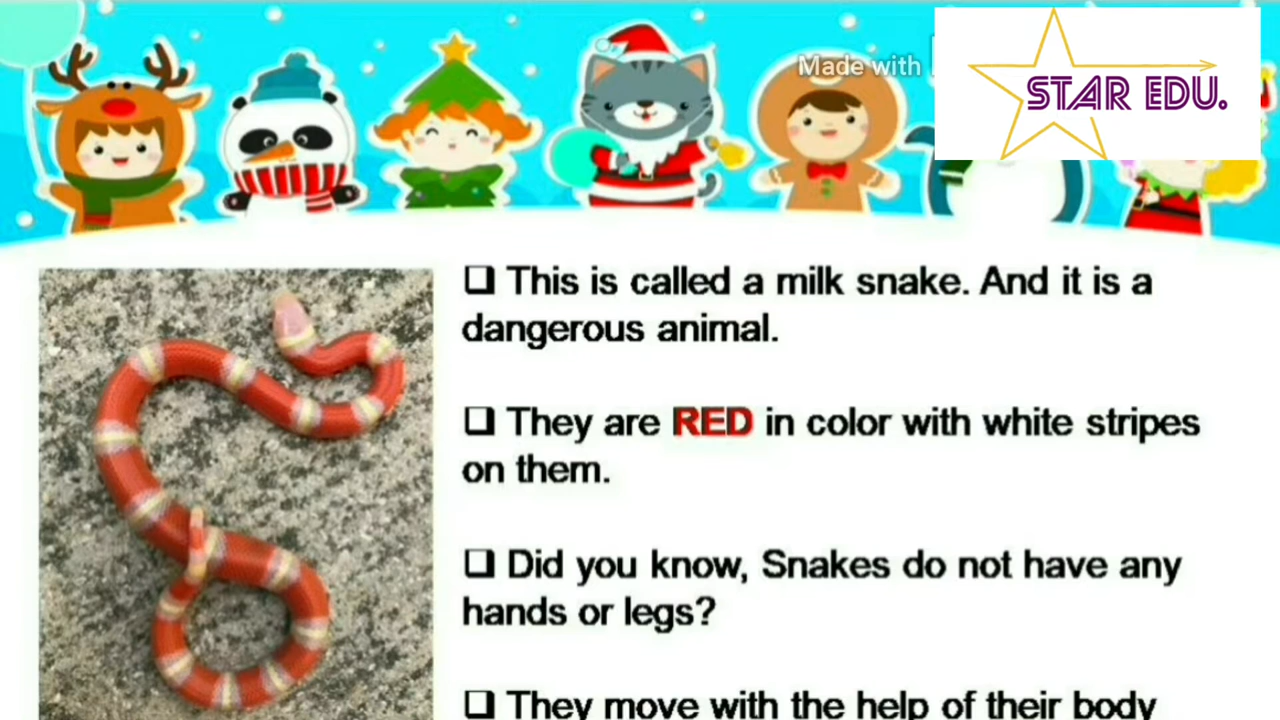 Made with
STAR EDU.
❑ This is called a milk snake. And it is a
dangerous animal.
❑ They are RED in color with white stripes
on them.
❑ Did you know, Snakes do not have any
hands or legs?
❑ They move with the help of their body